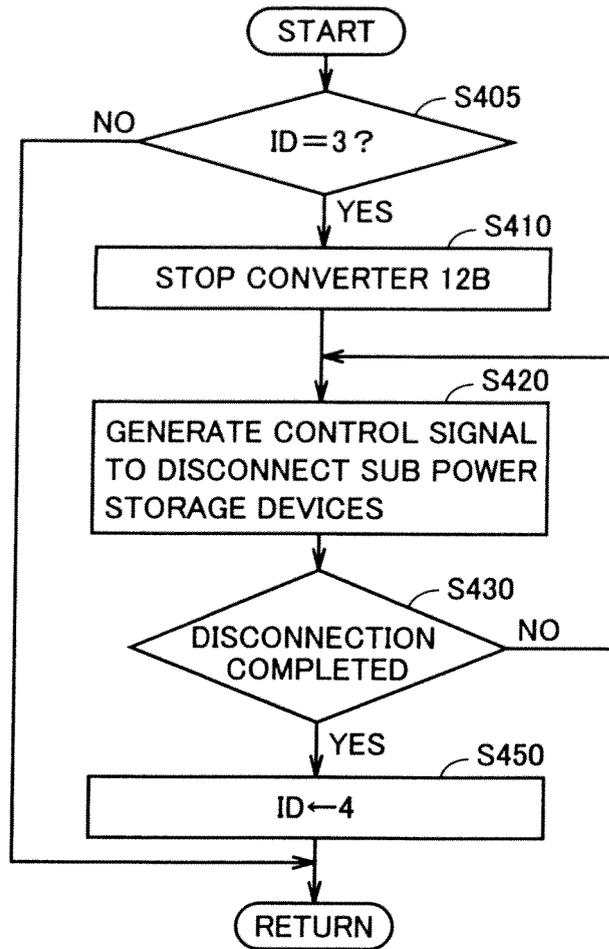 START
S405
NO
ID=3?
YES
S410
STOP CONVERTER 12B
S420
GENERATE CONTROL SIGNAL
TO DISCONNECT SUB POWER
STORAGE DEVICES
S430
DISCONNECTION
COMPLETED
NO
YES
S450
ID←4
RETURN